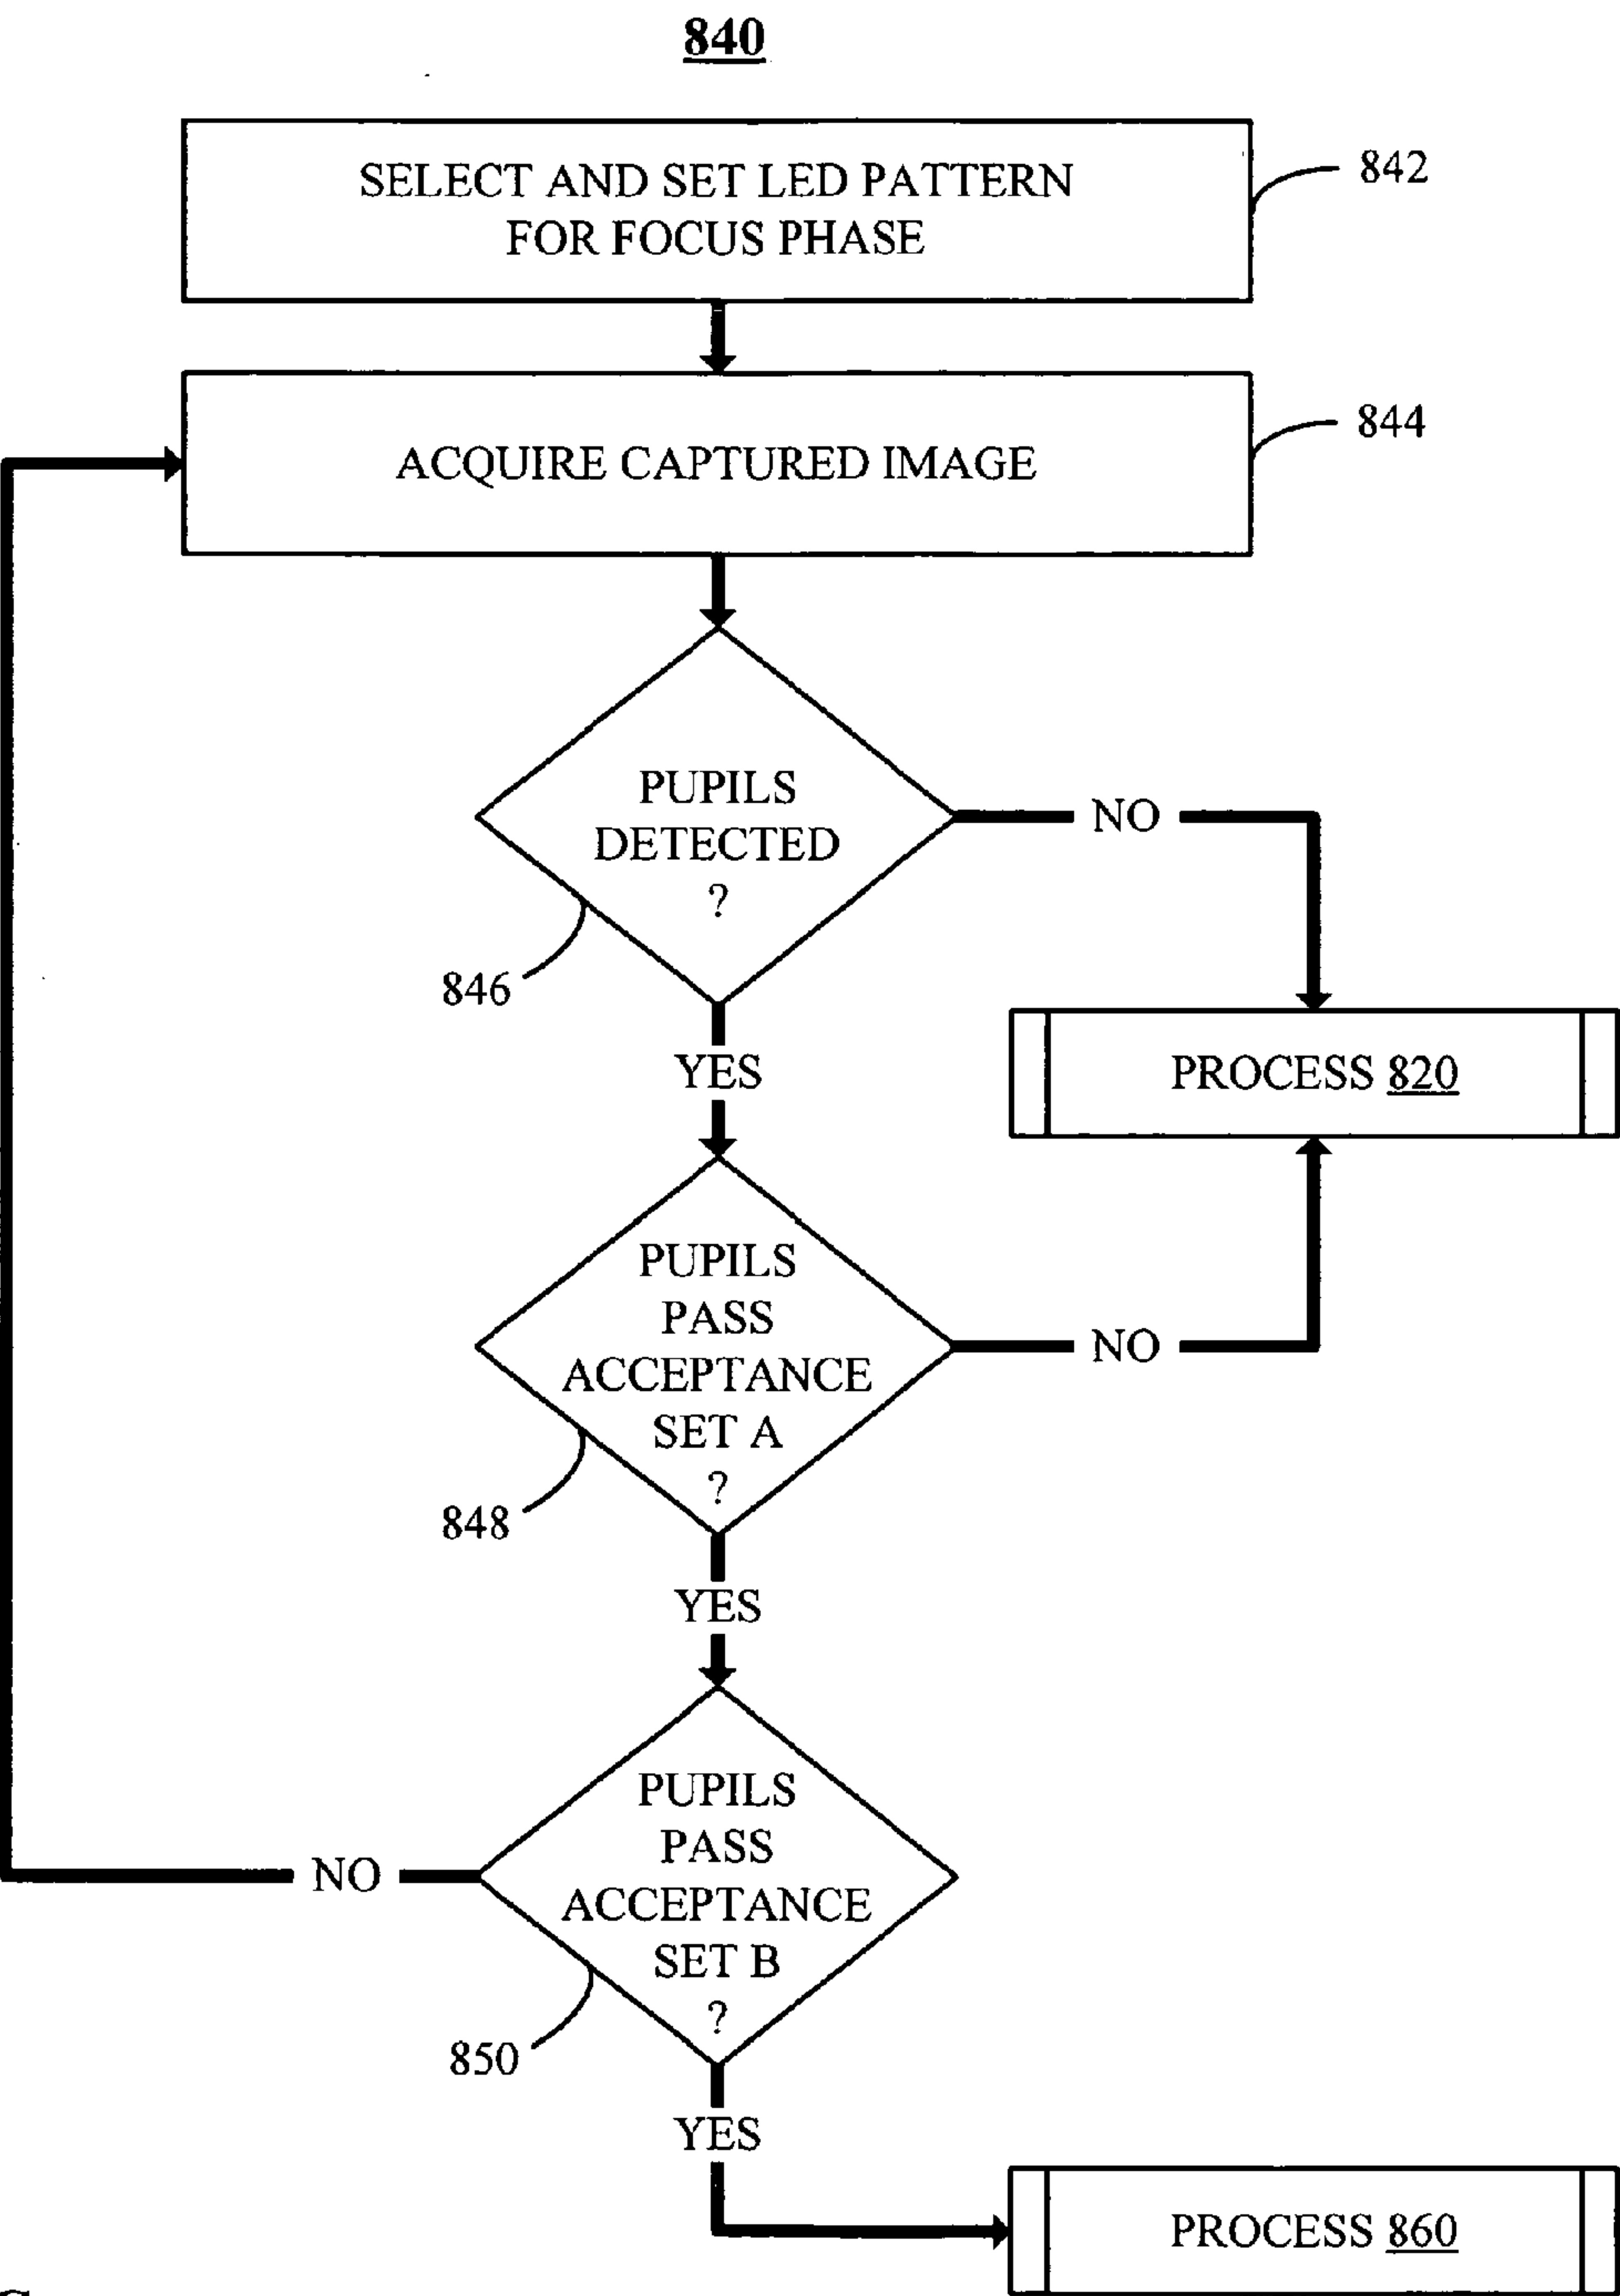 840
SELECT AND SET LED PATTERN
FOR FOCUS PHASE
842
ACQUIRE CAPTURED IMAGE
844
PUPILS
DETECTED
?
NO
846
YES
PROCESS 820
PUPILS
PASS
ACCEPTANCE
SET A
?
NO
848
YES
PUPILS
PASS
ACCEPTANCE
SET B
?
NO
850
YES
PROCESS 860